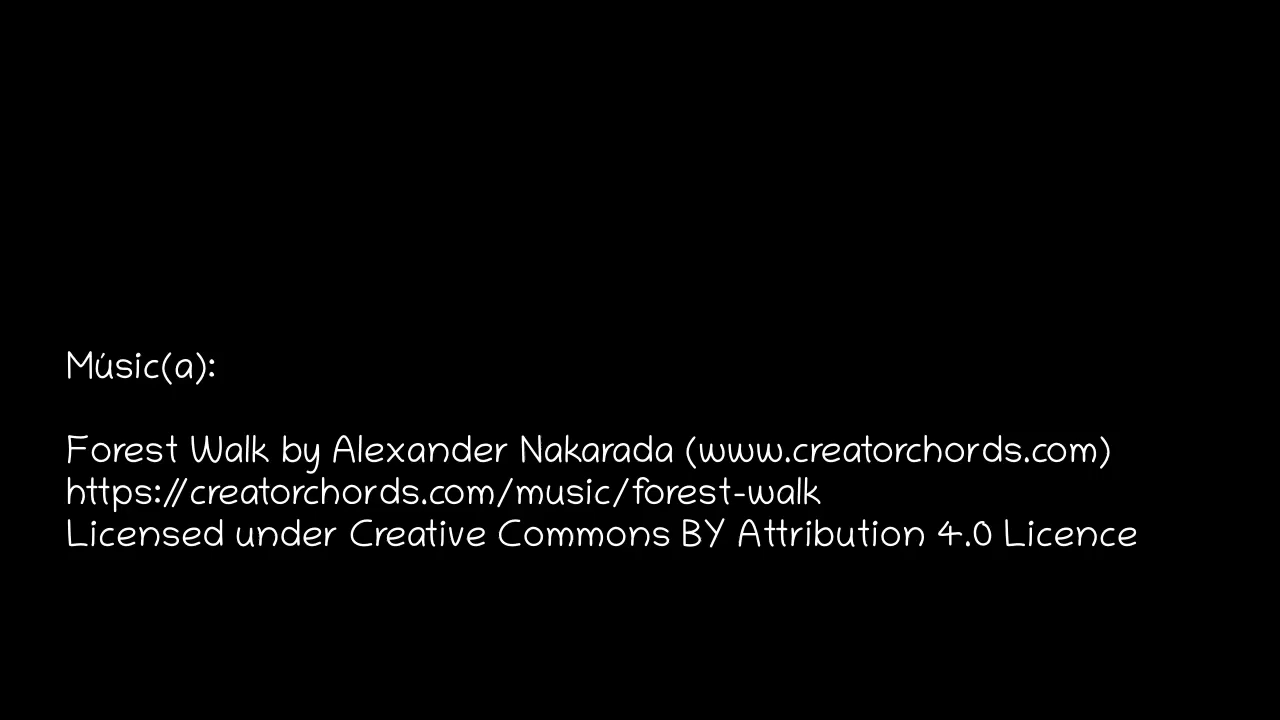 Músic(a):
Forest Walk by Alexander Nakarada (www.creatorchords.com)
https://creatorchords.com/music/forest-walk
Licensed under Creative Commons BY Attribution 4.0 Licence